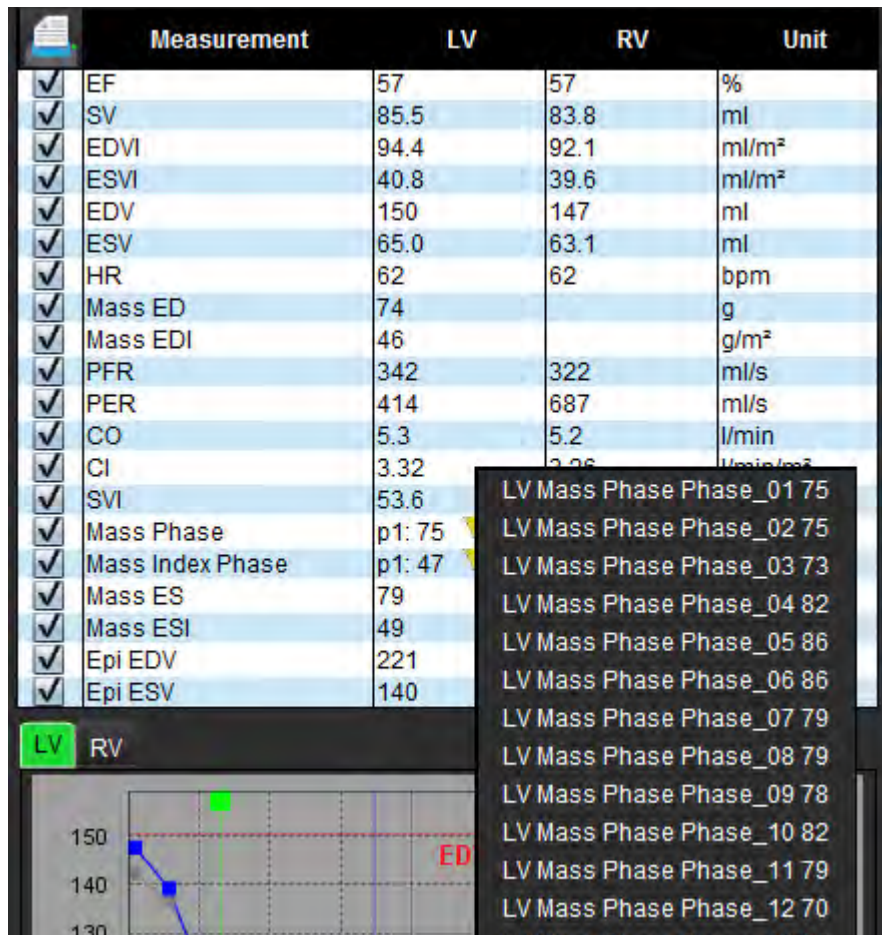 Measurement LV RV Unit
EF 57 57 %
SV 85.5 83.8 ml
EDVI 94.4 92.1 ml/m²
ESVI 40.8 39.6 ml/m²
EDV 150 147 ml
ESV 65.0 63.1 ml
HR 62 62 bpm
Mass ED 74 g
Mass EDI 46 g/m²
PFR 342 322 ml/s
PER 414 687 ml/s
CO 5.3 5.2 l/min
CI 3.32 3.26 l/min/m²
SVI 53.6
Mass Phase p1: 75
Mass Index Phase p1: 47
Mass ES 79
Mass ESI 49
Epi EDV 221
Epi ESV 140
LV Mass Phase Phase_01 75
LV Mass Phase Phase_02 75
LV Mass Phase Phase_03 73
LV Mass Phase Phase_04 82
LV Mass Phase Phase_05 86
LV Mass Phase Phase_06 86
LV Mass Phase Phase_07 79
LV Mass Phase Phase_08 79
LV Mass Phase Phase_09 78
LV Mass Phase Phase_10 82
LV Mass Phase Phase_11 79
LV Mass Phase Phase_12 70
LV RV
150
ED
140
130